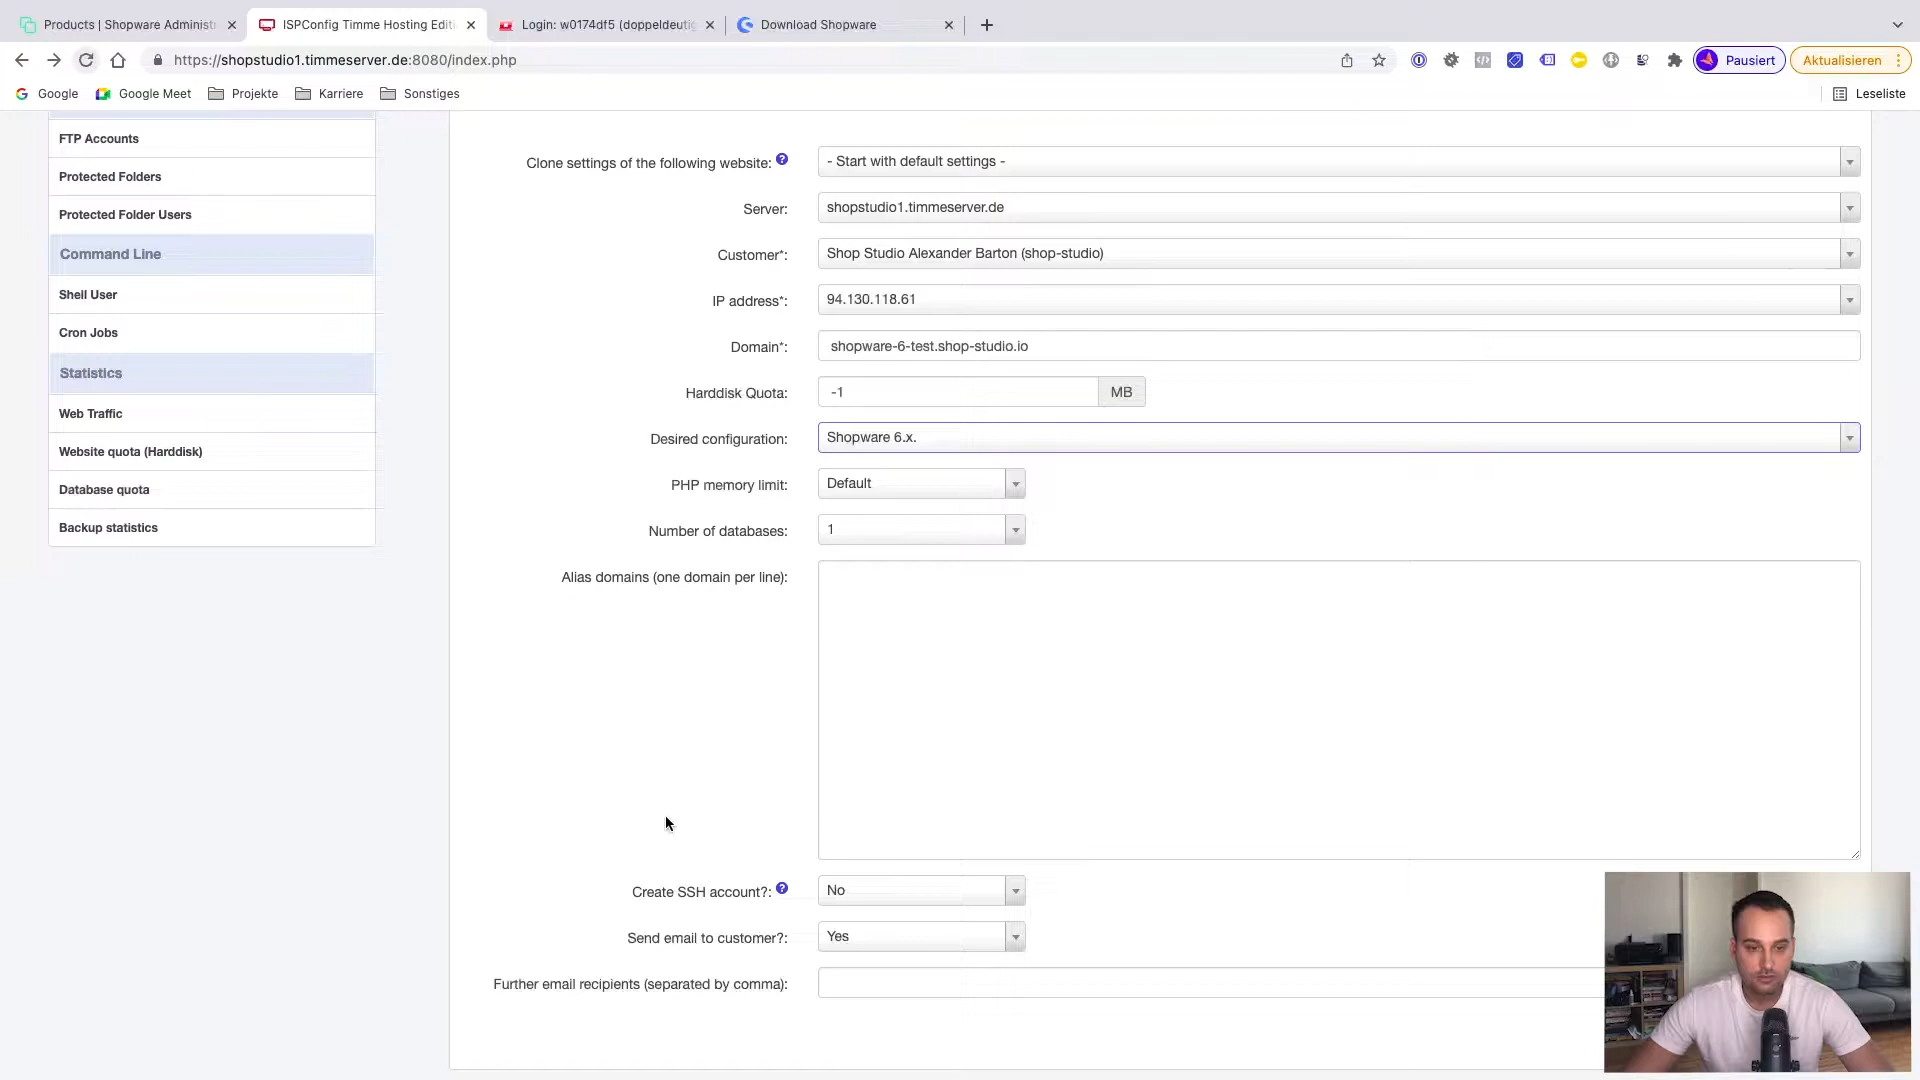 Products | Shopware Administ
ISPConfig Timme Hosting Editi
Login: w0174df5 (doppeldeutig
Download Shopware
https://shopstudio1.timmeserver.de:8080/index.php
Pausiert
Aktualisieren
Google
Google Meet
Projekte
Karriere
Sonstiges
Leseliste
FTP Accounts
Protected Folders
Protected Folder Users
Command Line
Shell User
Cron Jobs
Statistics
Web Traffic
Website quota (Harddisk)
Database quota
Backup statistics
Clone settings of the following website: ?
- Start with default settings -
Server:
shopstudio1.timmeserver.de
Customer*:
Shop Studio Alexander Barton (shop-studio)
IP address*:
94.130.118.61
Domain*:
shopware-6-test.shop-studio.io
Harddisk Quota:
-1
MB
Desired configuration:
Shopware 6.x.
PHP memory limit:
Default
Number of databases:
1
Alias domains (one domain per line):
Create SSH account?: ?
No
Send email to customer?:
Yes
Further email recipients (separated by comma):